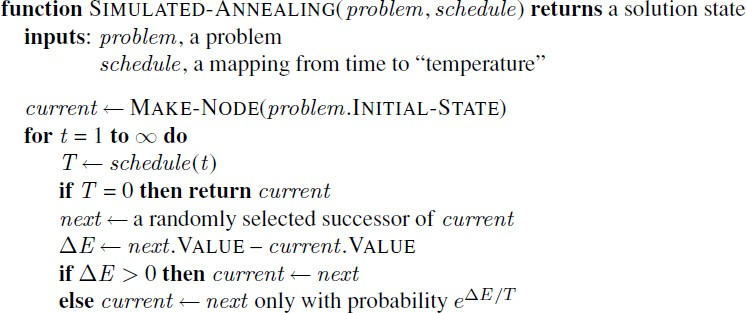 function SIMULATED-ANNEALING(problem, schedule) returns a solution state
inputs: problem, a problem
schedule, a mapping from time to “temperature”
current ← MAKE-NODE(problem.INITIAL-STATE)
for t = 1 to ∞ do
T ← schedule(t)
if T = 0 then return current
next ← a randomly selected successor of current
ΔE ← next.VALUE – current.VALUE
if ΔE > 0 then current ← next
else current ← next only with probability e^{ΔE/T}